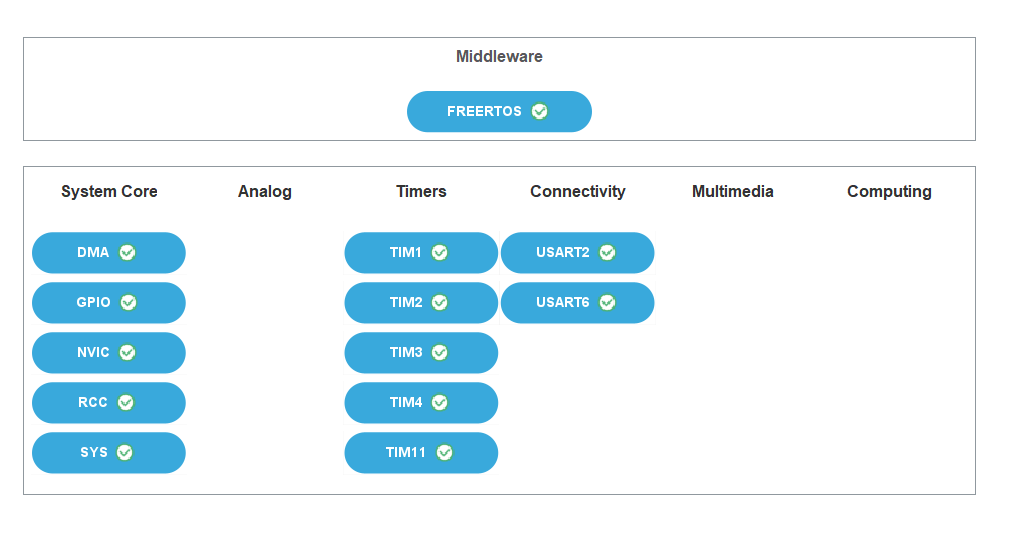 Middleware
FREERTOS
System Core Analog Timers Connectivity Multimedia Computing
DMA TIM1 USART2
GPIO TIM2 USART6
NVIC TIM3
RCC TIM4
SYS TIM11